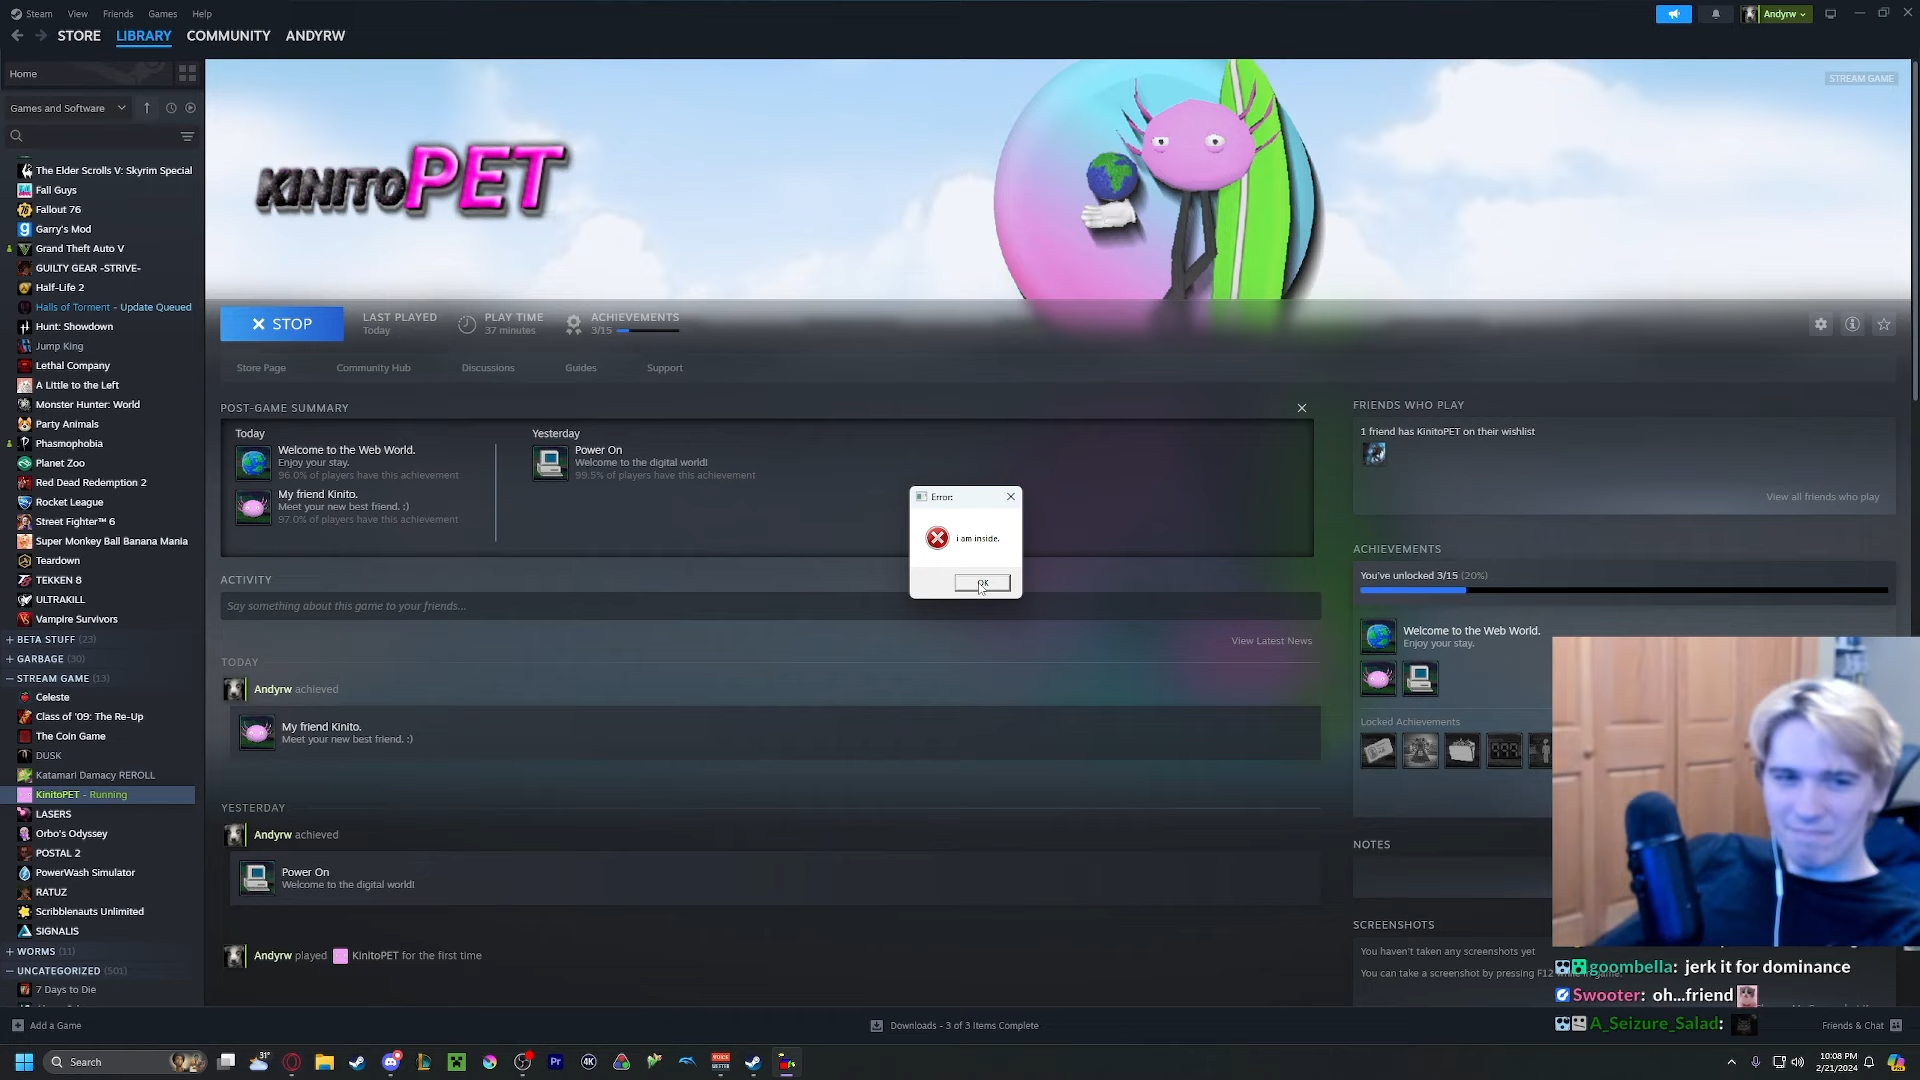 Steam View Friends Games Help
Andyrw
STORE LIBRARY COMMUNITY ANDYRW
Home
Games and Software
The Elder Scrolls V: Skyrim Special
Fall Guys
Fallout 76
Garry's Mod
Grand Theft Auto V
GUILTY GEAR -STRIVE-
Half-Life 2
Halls of Torment - Update Queued
Hunt: Showdown
Jump King
Lethal Company
A Little to the Left
Monster Hunter: World
Party Animals
Phasmophobia
Planet Zoo
Red Dead Redemption 2
Rocket League
Street Fighter™ 6
Super Monkey Ball Banana Mania
Teardown
TEKKEN 8
ULTRAKILL
Vampire Survivors
BETA STUFF (23)
GARBAGE (30)
STREAM GAME (13)
Celeste
Class of '09: The Re-Up
The Coin Game
DUSK
Katamari Damacy REROLL
KinitoPET - Running
LASERS
Orbo's Odyssey
POSTAL 2
PowerWash Simulator
RATUZ
Scribblenauts Unlimited
SIGNALIS
WORMS (11)
UNCATEGORIZED (501)
7 Days to Die
Add a Game
STREAM GAME
KINITOPET
STOP
LAST PLAYED
Today
PLAY TIME
37 minutes
ACHIEVEMENTS
3/15
Store Page Community Hub Discussions Guides Support
POST-GAME SUMMARY
Today
Welcome to the Web World.
Enjoy your stay.
96.0% of players have this achievement
My friend Kinito.
Meet your new best friend. :)
97.0% of players have this achievement
Yesterday
Power On
Welcome to the digital world!
99.5% of players have this achievement
Error:
i am inside.
OK
ACTIVITY
Say something about this game to your friends...
View Latest News
TODAY
Andyrw achieved
My friend Kinito.
Meet your new best friend. :)
YESTERDAY
Andyrw achieved
Power On
Welcome to the digital world!
Andyrw played KinitoPET for the first time
FRIENDS WHO PLAY
1 friend has KinitoPET on their wishlist
View all friends who play
ACHIEVEMENTS
You've unlocked 3/15 (20%)
Welcome to the Web World.
Enjoy your stay.
Locked Achievements
999
NOTES
SCREENSHOTS
You haven't taken any screenshots yet
You can take a screenshot by pressing F12
goombella: jerk it for dominance
Swooter: oh...friend
A_Seizure_Salad:
Downloads - 3 of 3 Items Complete
Friends & Chat
Search
31°
Pr
4K
10:08 PM
2/21/2024